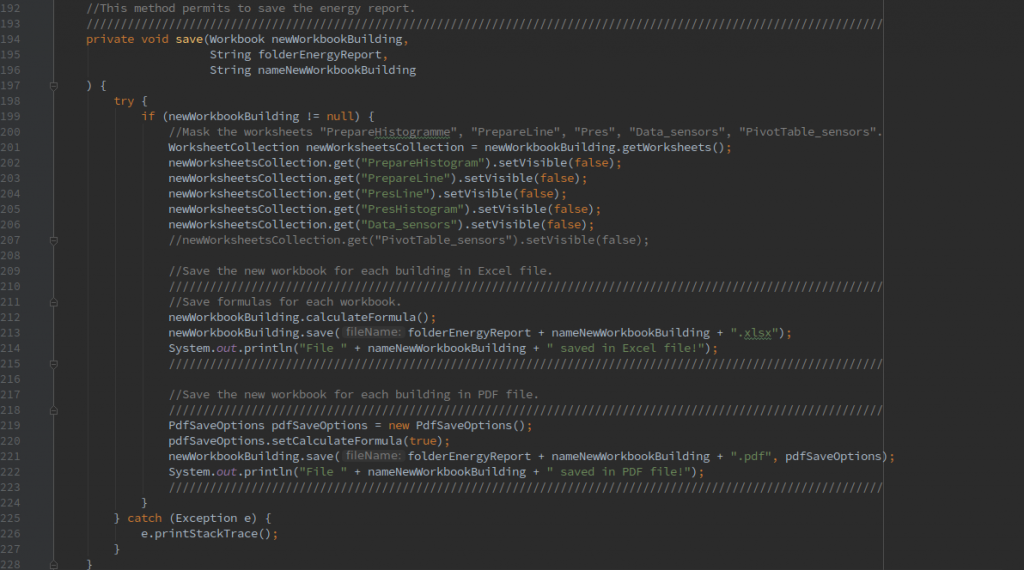 192 //This method permits to save the energy report.
193 ////////////////////////////////////////////////////////////////////////////////////////////////////////////////////
194 private void save(Workbook newWorkbookBuilding,
195 String folderEnergyReport,
196 String nameNewWorkbookBuilding
197 ) {
198 try {
199 if (newWorkbookBuilding != null) {
200 //Mask the worksheets "PrepareHistogramme", "PrepareLine", "Pres", "Data_sensors", "PivotTable_sensors".
201 WorksheetCollection newWorksheetsCollection = newWorkbookBuilding.getWorksheets();
202 newWorksheetsCollection.get("PrepareHistogram").setVisible(false);
203 newWorksheetsCollection.get("PrepareLine").setVisible(false);
204 newWorksheetsCollection.get("PresLine").setVisible(false);
205 newWorksheetsCollection.get("PresHistogram").setVisible(false);
206 newWorksheetsCollection.get("Data_sensors").setVisible(false);
207 //newWorksheetsCollection.get("PivotTable_sensors").setVisible(false);
208
209 //Save the new workbook for each building in Excel file.
210 ////////////////////////////////////////////////////////////////////////////////////////////////////////
211 //Save formulas for each workbook.
212 newWorkbookBuilding.calculateFormula();
213 newWorkbookBuilding.save( fileName: folderEnergyReport + nameNewWorkbookBuilding + ".xlsx");
214 System.out.println("File " + nameNewWorkbookBuilding + " saved in Excel file!");
215 ////////////////////////////////////////////////////////////////////////////////////////////////////////
216
217 //Save the new workbook for each building in PDF file.
218 ////////////////////////////////////////////////////////////////////////////////////////////////////////
219 PdfSaveOptions pdfSaveOptions = new PdfSaveOptions();
220 pdfSaveOptions.setCalculateFormula(true);
221 newWorkbookBuilding.save( fileName: folderEnergyReport + nameNewWorkbookBuilding + ".pdf", pdfSaveOptions);
222 System.out.println("File " + nameNewWorkbookBuilding + " saved in PDF file!");
223 ////////////////////////////////////////////////////////////////////////////////////////////////////////
224 }
225 } catch (Exception e) {
226 e.printStackTrace();
227 }
228 }